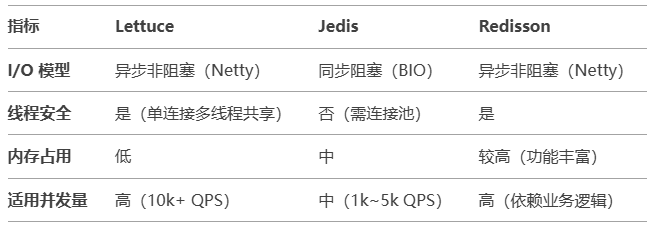 指标 Lettuce Jedis Redisson
I/O 模型 异步非阻塞（Netty） 同步阻塞（BIO） 异步非阻塞（Netty）
线程安全 是（单连接多线程共享） 否（需连接池） 是
内存占用 低 中 较高（功能丰富）
适用并发量 高（10k+ QPS） 中（1k~5k QPS） 高（依赖业务逻辑）